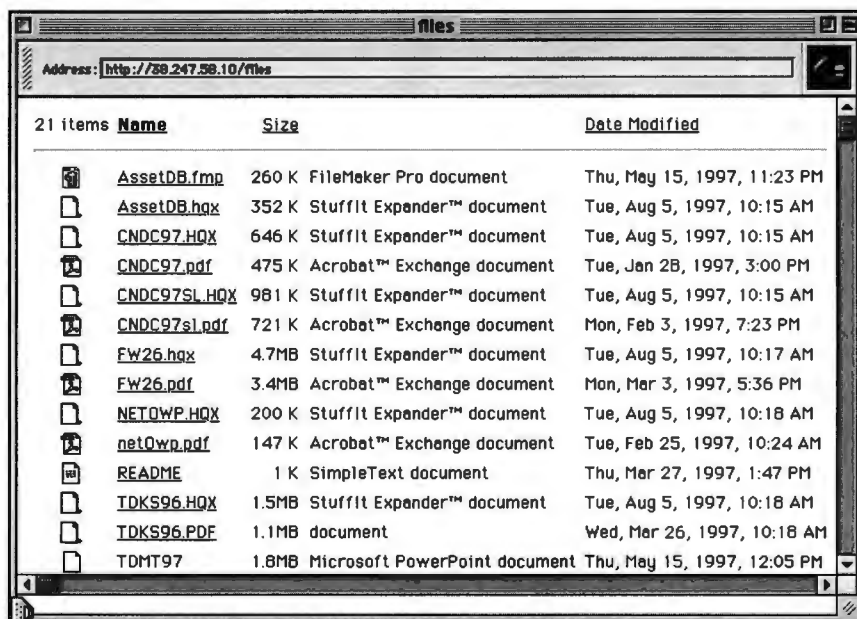 files
Address: http://38.247.58.10/files
21 items Name Size Date Modified
AssetDB.fmp 260 K FileMaker Pro document Thu, May 15, 1997, 11:23 PM
AssetDB.hqx 352 K StuffIt Expander™ document Tue, Aug 5, 1997, 10:15 AM
CNDC97.HQX 646 K StuffIt Expander™ document Tue, Aug 5, 1997, 10:15 AM
CNDC97.pdf 475 K Acrobat™ Exchange document Tue, Jan 28, 1997, 3:00 PM
CNDC97SL.HQX 981 K StuffIt Expander™ document Tue, Aug 5, 1997, 10:15 AM
CNDC97sl.pdf 721 K Acrobat™ Exchange document Mon, Feb 3, 1997, 7:23 PM
FW26.hqx 4.7MB StuffIt Expander™ document Tue, Aug 5, 1997, 10:17 AM
FW26.pdf 3.4MB Acrobat™ Exchange document Mon, Mar 3, 1997, 5:36 PM
NETOWP.HQX 200 K StuffIt Expander™ document Tue, Aug 5, 1997, 10:18 AM
netOwp.pdf 147 K Acrobat™ Exchange document Tue, Feb 25, 1997, 10:24 AM
README 1 K SimpleText document Thu, Mar 27, 1997, 1:47 PM
TDKS96.HQX 1.5MB StuffIt Expander™ document Tue, Aug 5, 1997, 10:18 AM
TDKS96.PDF 1.1MB document Wed, Mar 26, 1997, 10:18 AM
TDMT97 1.8MB Microsoft PowerPoint document Thu, May 15, 1997, 12:05 PM